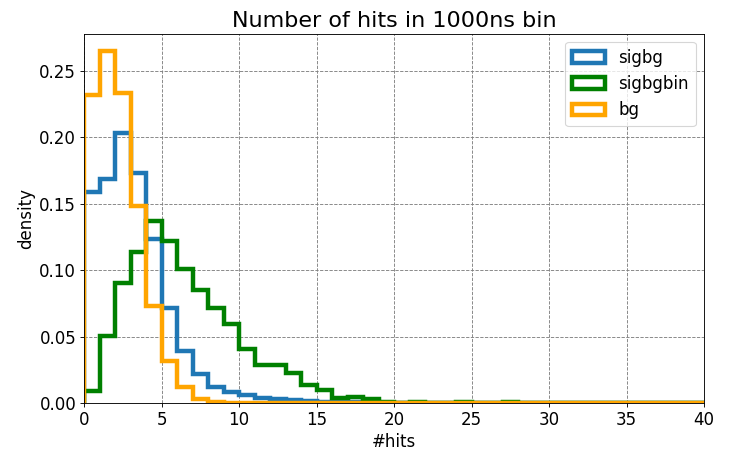 Number of hits in 1000ns bin
sigbg
sigbgbin
bg
density
0.25
0.20
0.15
0.10
0.05
0.00
0 5 10 15 20 25 30 35 40
#hits